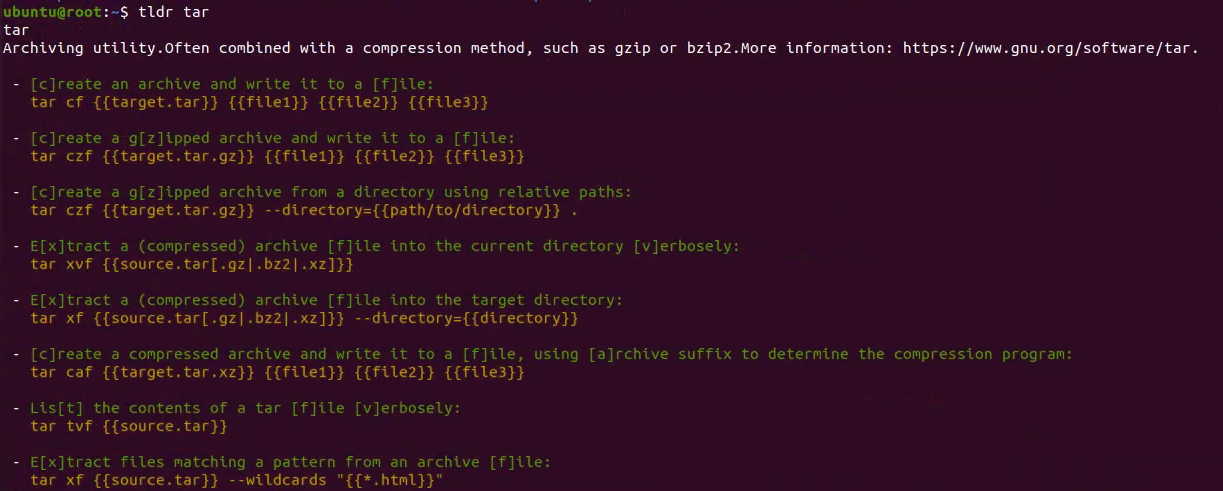 ubuntu@root:~$ tldr tar
tar
Archiving utility.Often combined with a compression method, such as gzip or bzip2.More information: https://www.gnu.org/software/tar.
- [c]reate an archive and write it to a [f]ile:
tar cf {{target.tar}} {{file1}} {{file2}} {{file3}}
- [c]reate a g[z]ipped archive and write it to a [f]ile:
tar czf {{target.tar.gz}} {{file1}} {{file2}} {{file3}}
- [c]reate a g[z]ipped archive from a directory using relative paths:
tar czf {{target.tar.gz}} --directory={{path/to/directory}} .
- E[x]tract a (compressed) archive [f]ile into the current directory [v]erbosely:
tar xvf {{source.tar[.gz|.bz2|.xz]}}
- E[x]tract a (compressed) archive [f]ile into the target directory:
tar xf {{source.tar[.gz|.bz2|.xz]}} --directory={{directory}}
- [c]reate a compressed archive and write it to a [f]ile, using [a]rchive suffix to determine the compression program:
tar caf {{target.tar.xz}} {{file1}} {{file2}} {{file3}}
- Lis[t] the contents of a tar [f]ile [v]erbosely:
tar tvf {{source.tar}}
- E[x]tract files matching a pattern from an archive [f]ile:
tar xf {{source.tar}} --wildcards "{{*.html}}"